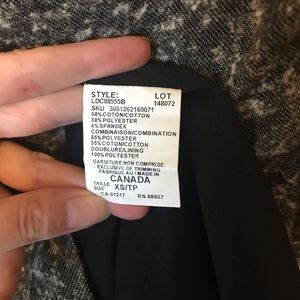 STYLE: LOT
LDC88555B 148072
SKU 3051262169071
58%COTON/COTTON
38%POLYESTER
4%SPANDEX
COMBINAISON/COMBINATION
65%POLYESTER
35%COTON/COTTON
DOUBLURE/LINING
100%POLYESTER
GARNITURE NON COMPRISE
EXCLUSIVE OF TRIMMING
FABRIQUE AU / MADE IN
CANADA
TAILLE
SIZE XS/TP
CA 01217 RN 68907